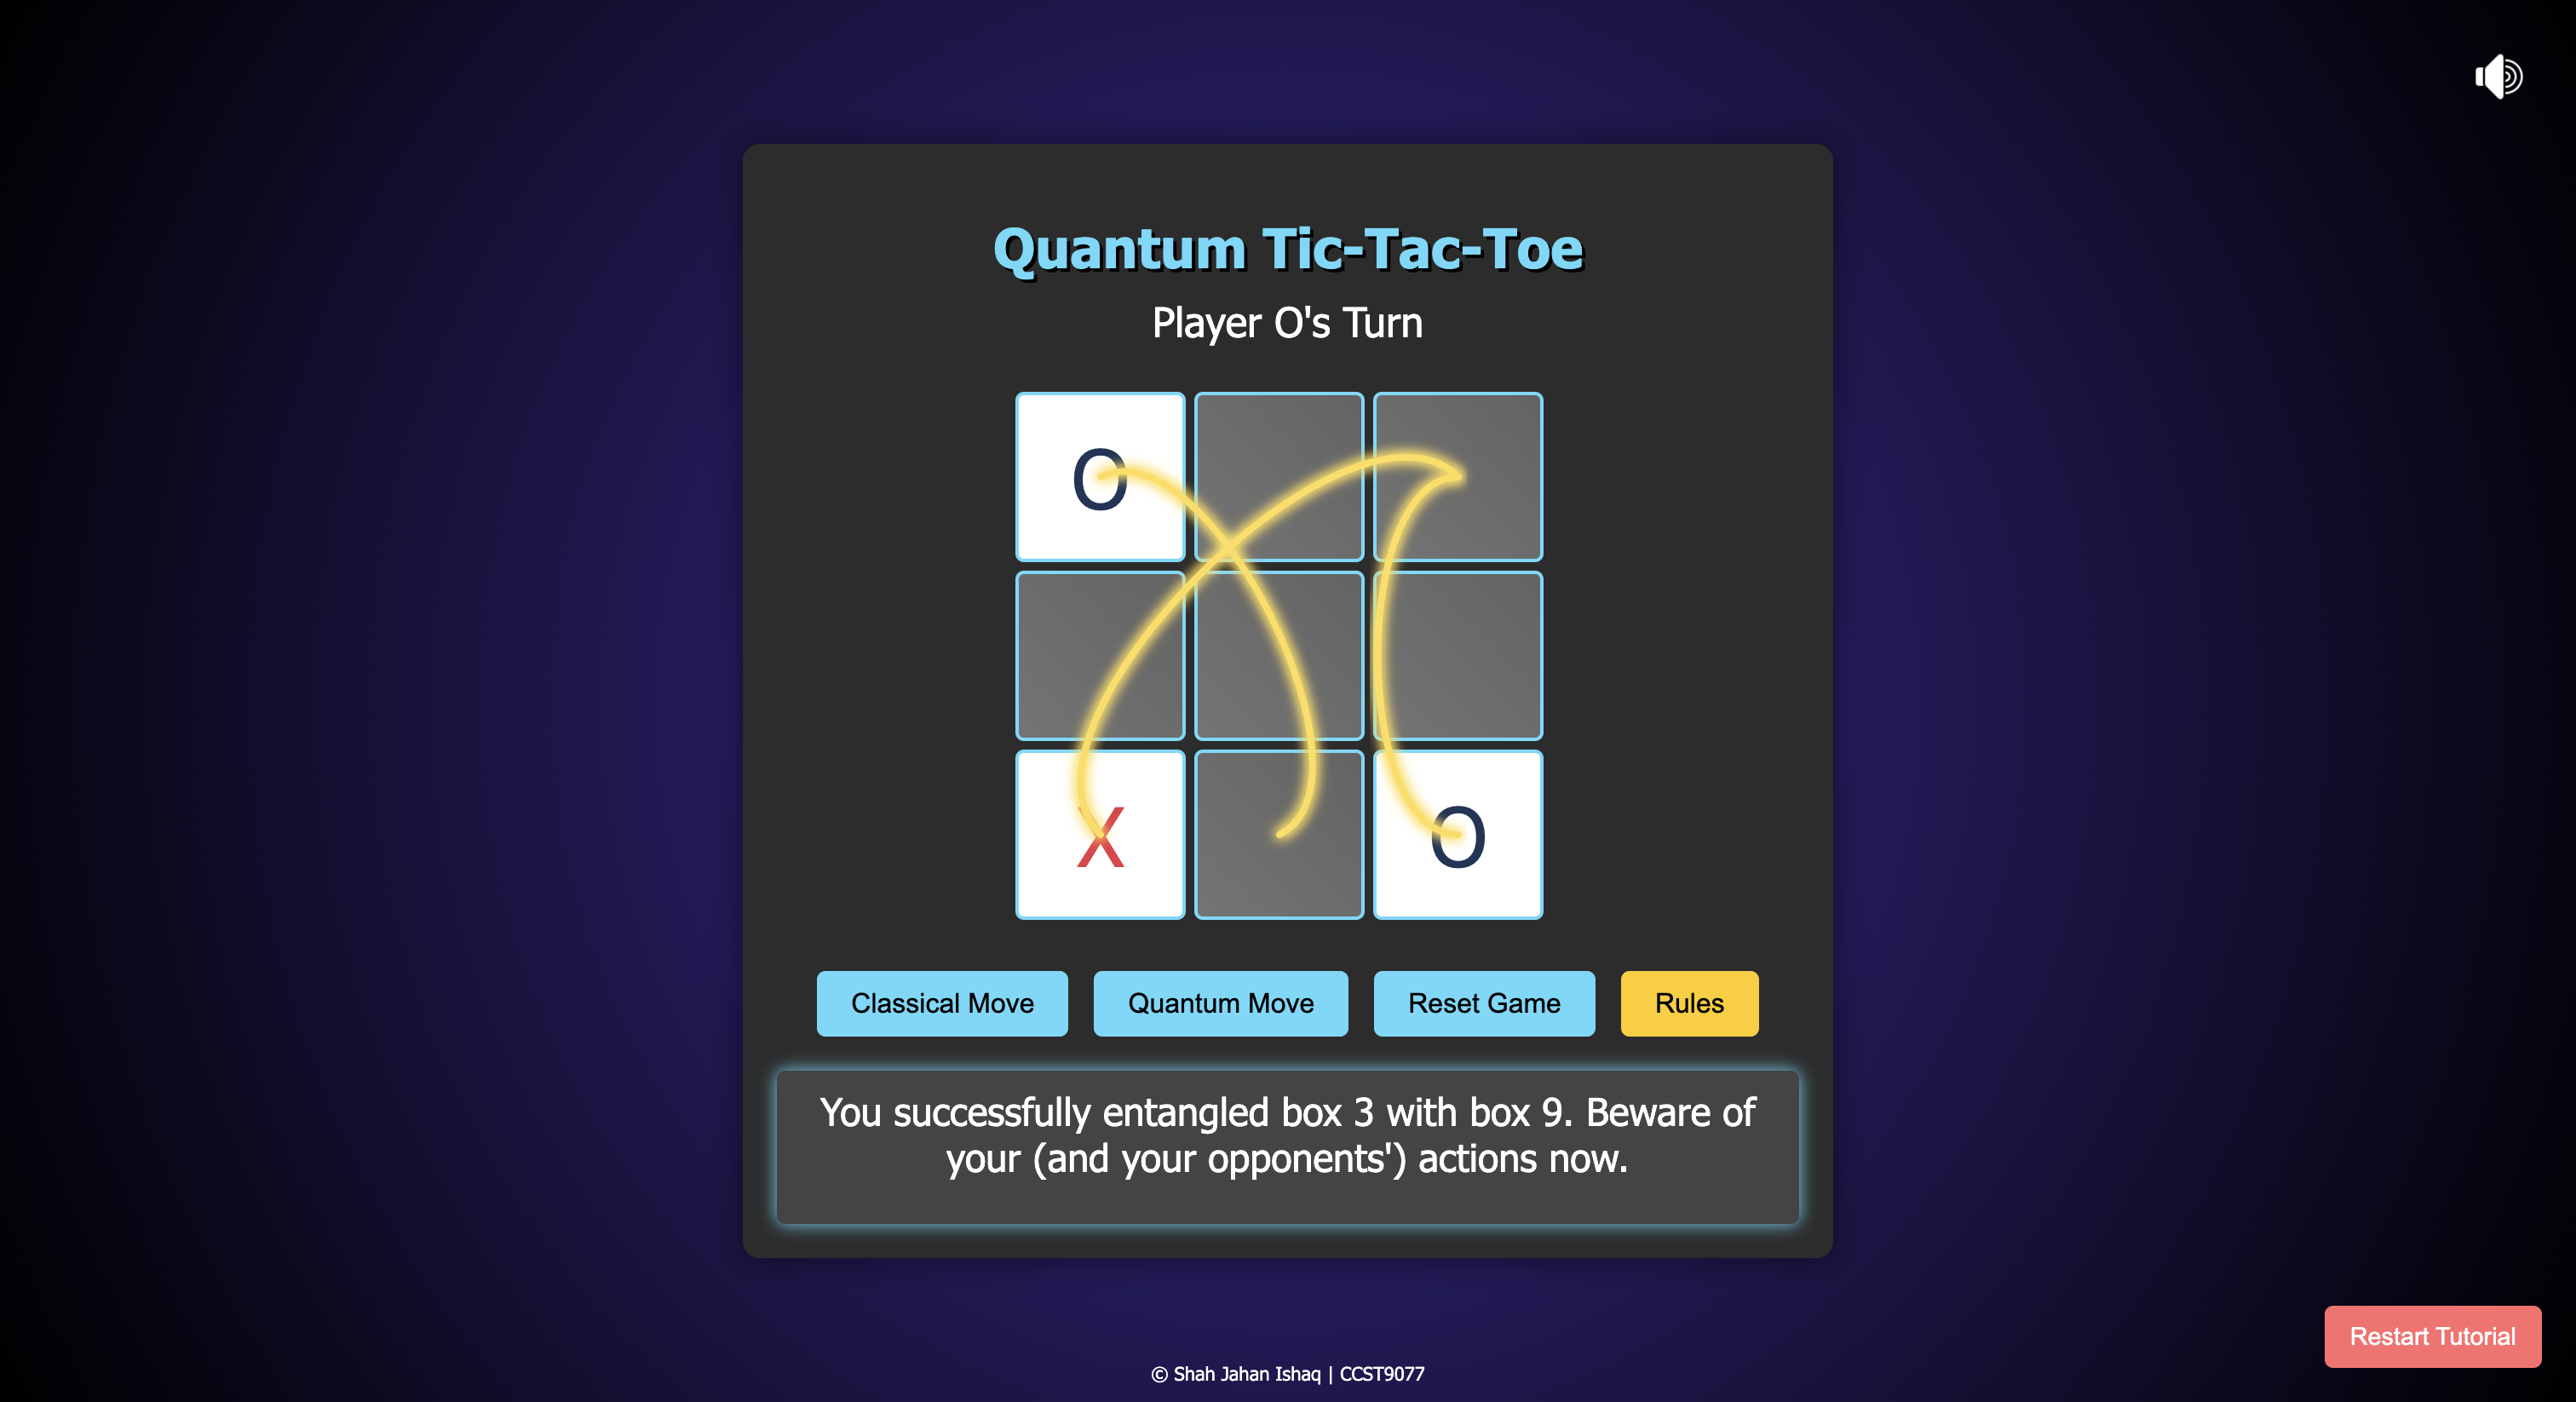 Quantum Tic-Tac-Toe
Player O's Turn
O
X
O
Classical Move
Quantum Move
Reset Game
Rules
You successfully entangled box 3 with box 9. Beware of
your (and your opponents') actions now.
Restart Tutorial
© Shah Jahan Ishaq | CCST9077